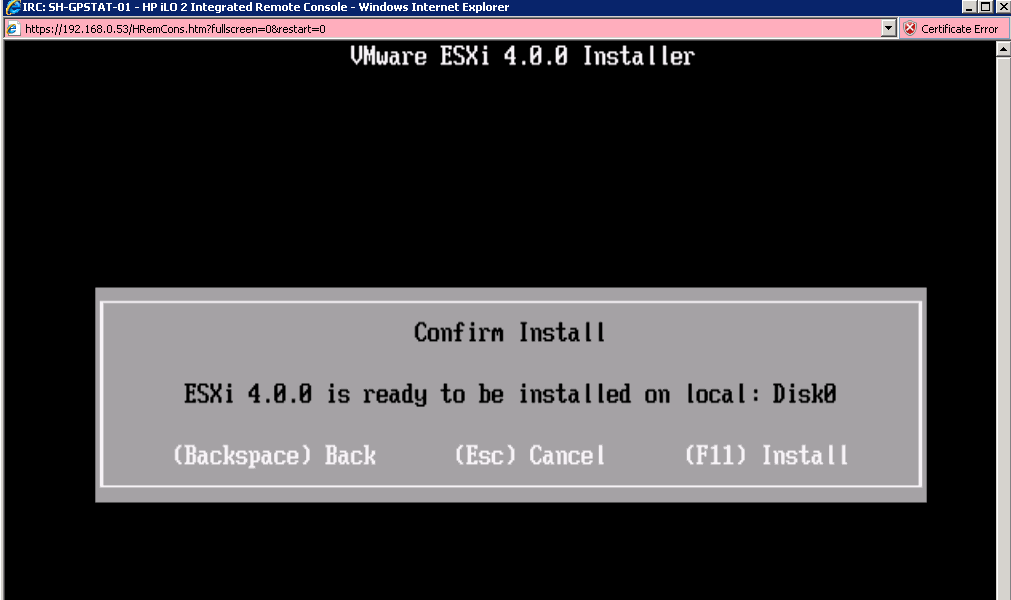 IRC: SH-GPSTAT-01 - HP iLO 2 Integrated Remote Console - Windows Internet Explorer
https://192.168.0.53/HRemCons.htm?fullscreen=0&restart=0 Certificate Error
VMware ESXi 4.0.0 Installer
Confirm Install
ESXi 4.0.0 is ready to be installed on local: Disk0
(Backspace) Back (Esc) Cancel (F11) Install